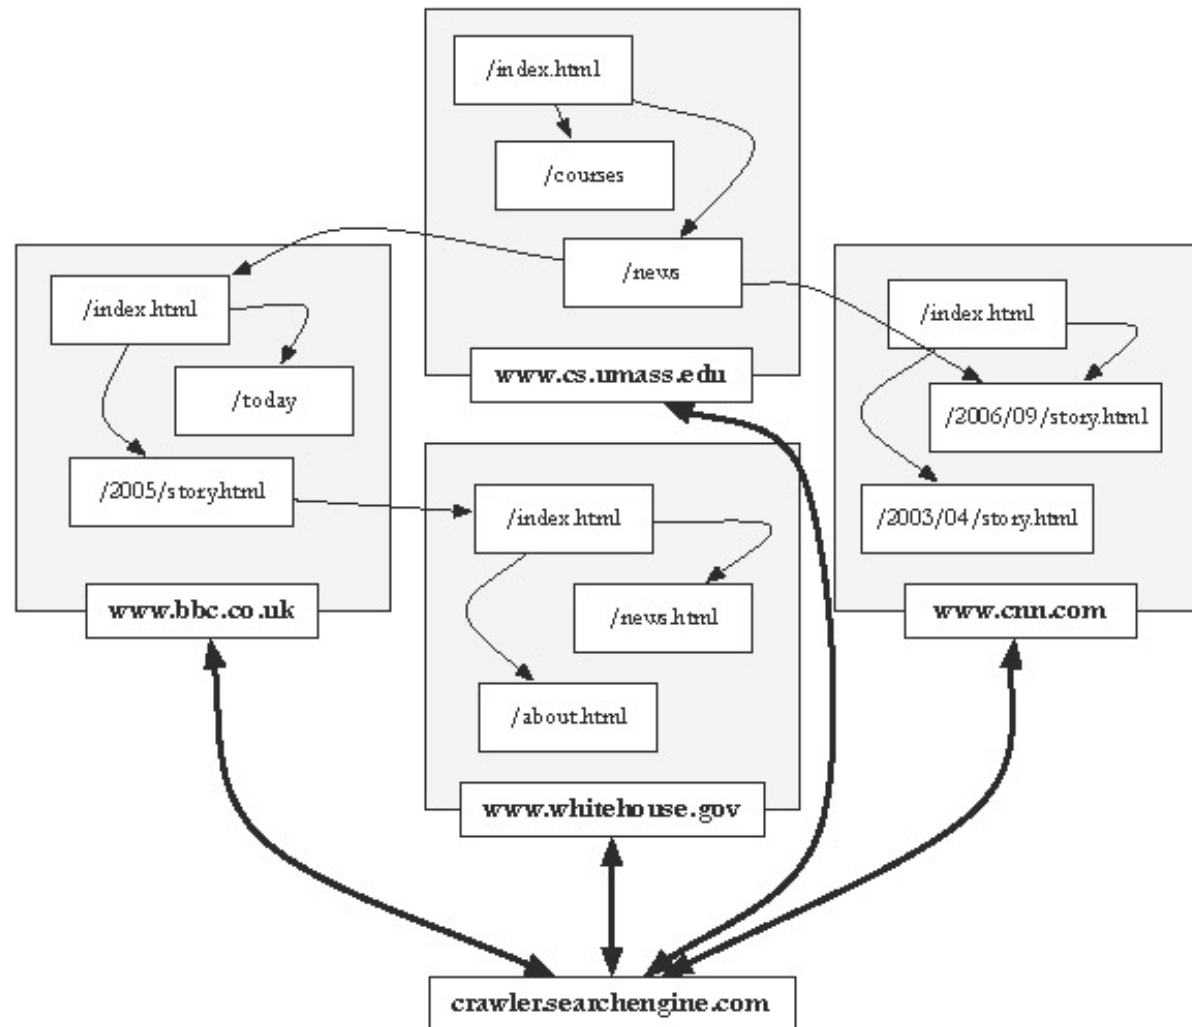 /index.html
/courses
/news
www.cs.umass.edu
/index.html
/today
/2005/story.html
www.bbc.co.uk
/index.html
/news.html
/about.html
www.whitehouse.gov
/index.html
/2006/09/story.html
/2003/04/story.html
www.cnn.com
crawler.searchengine.com